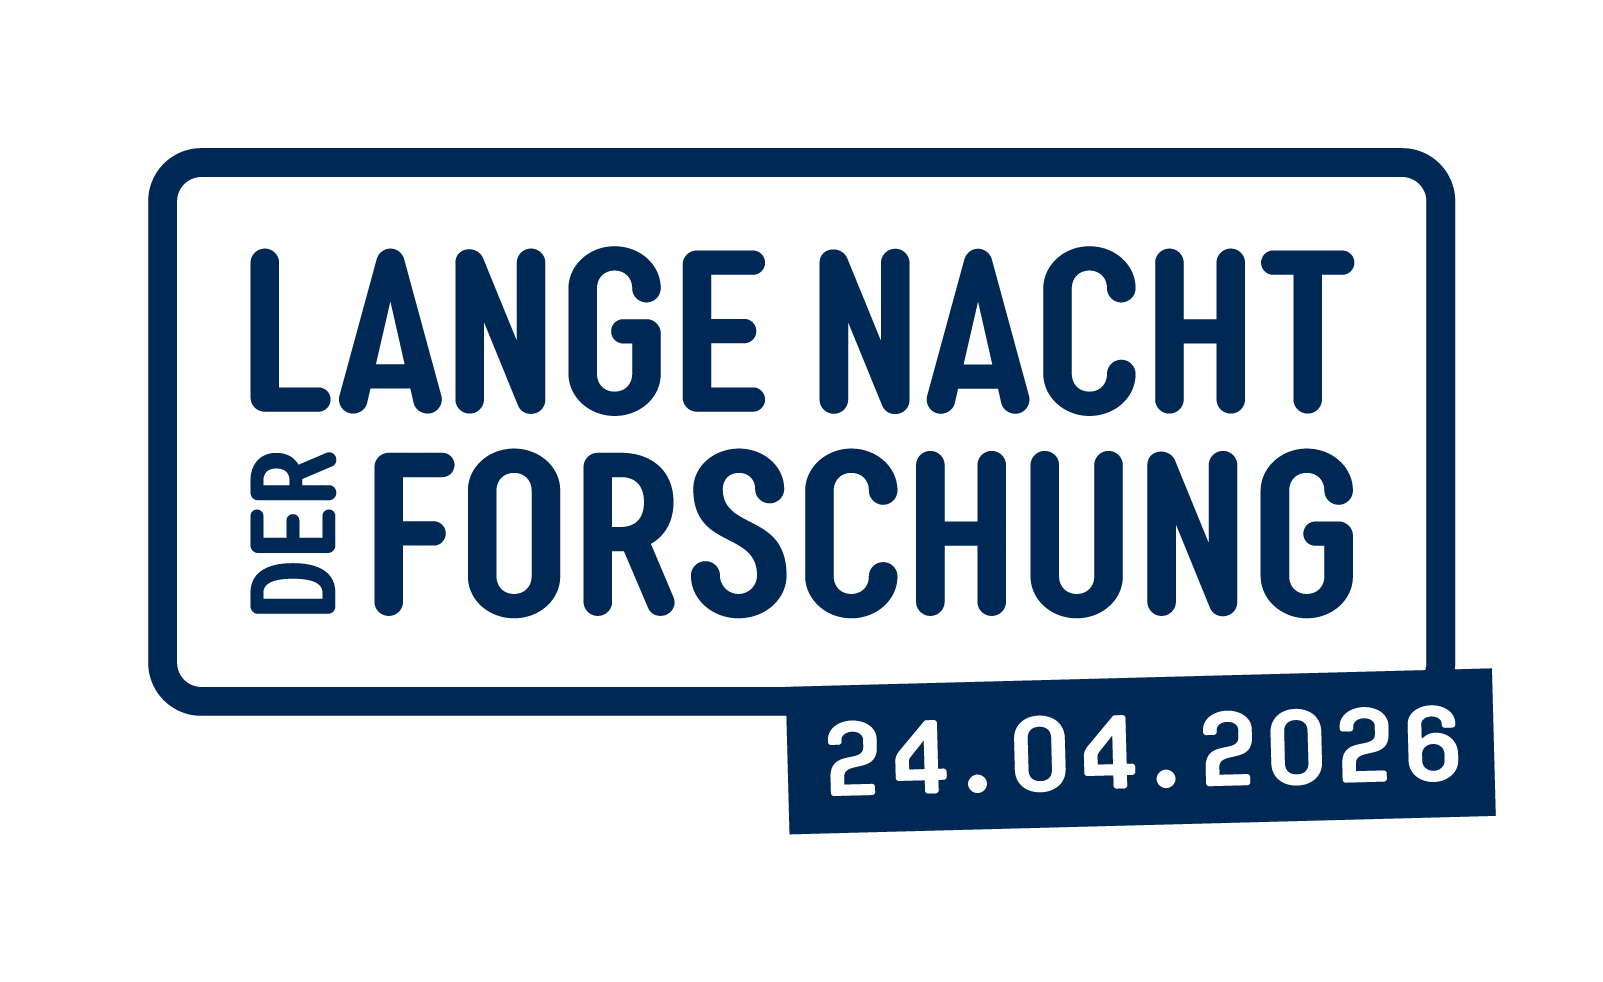 LANGE NACHT
DER FORSCHUNG
24.04.2026